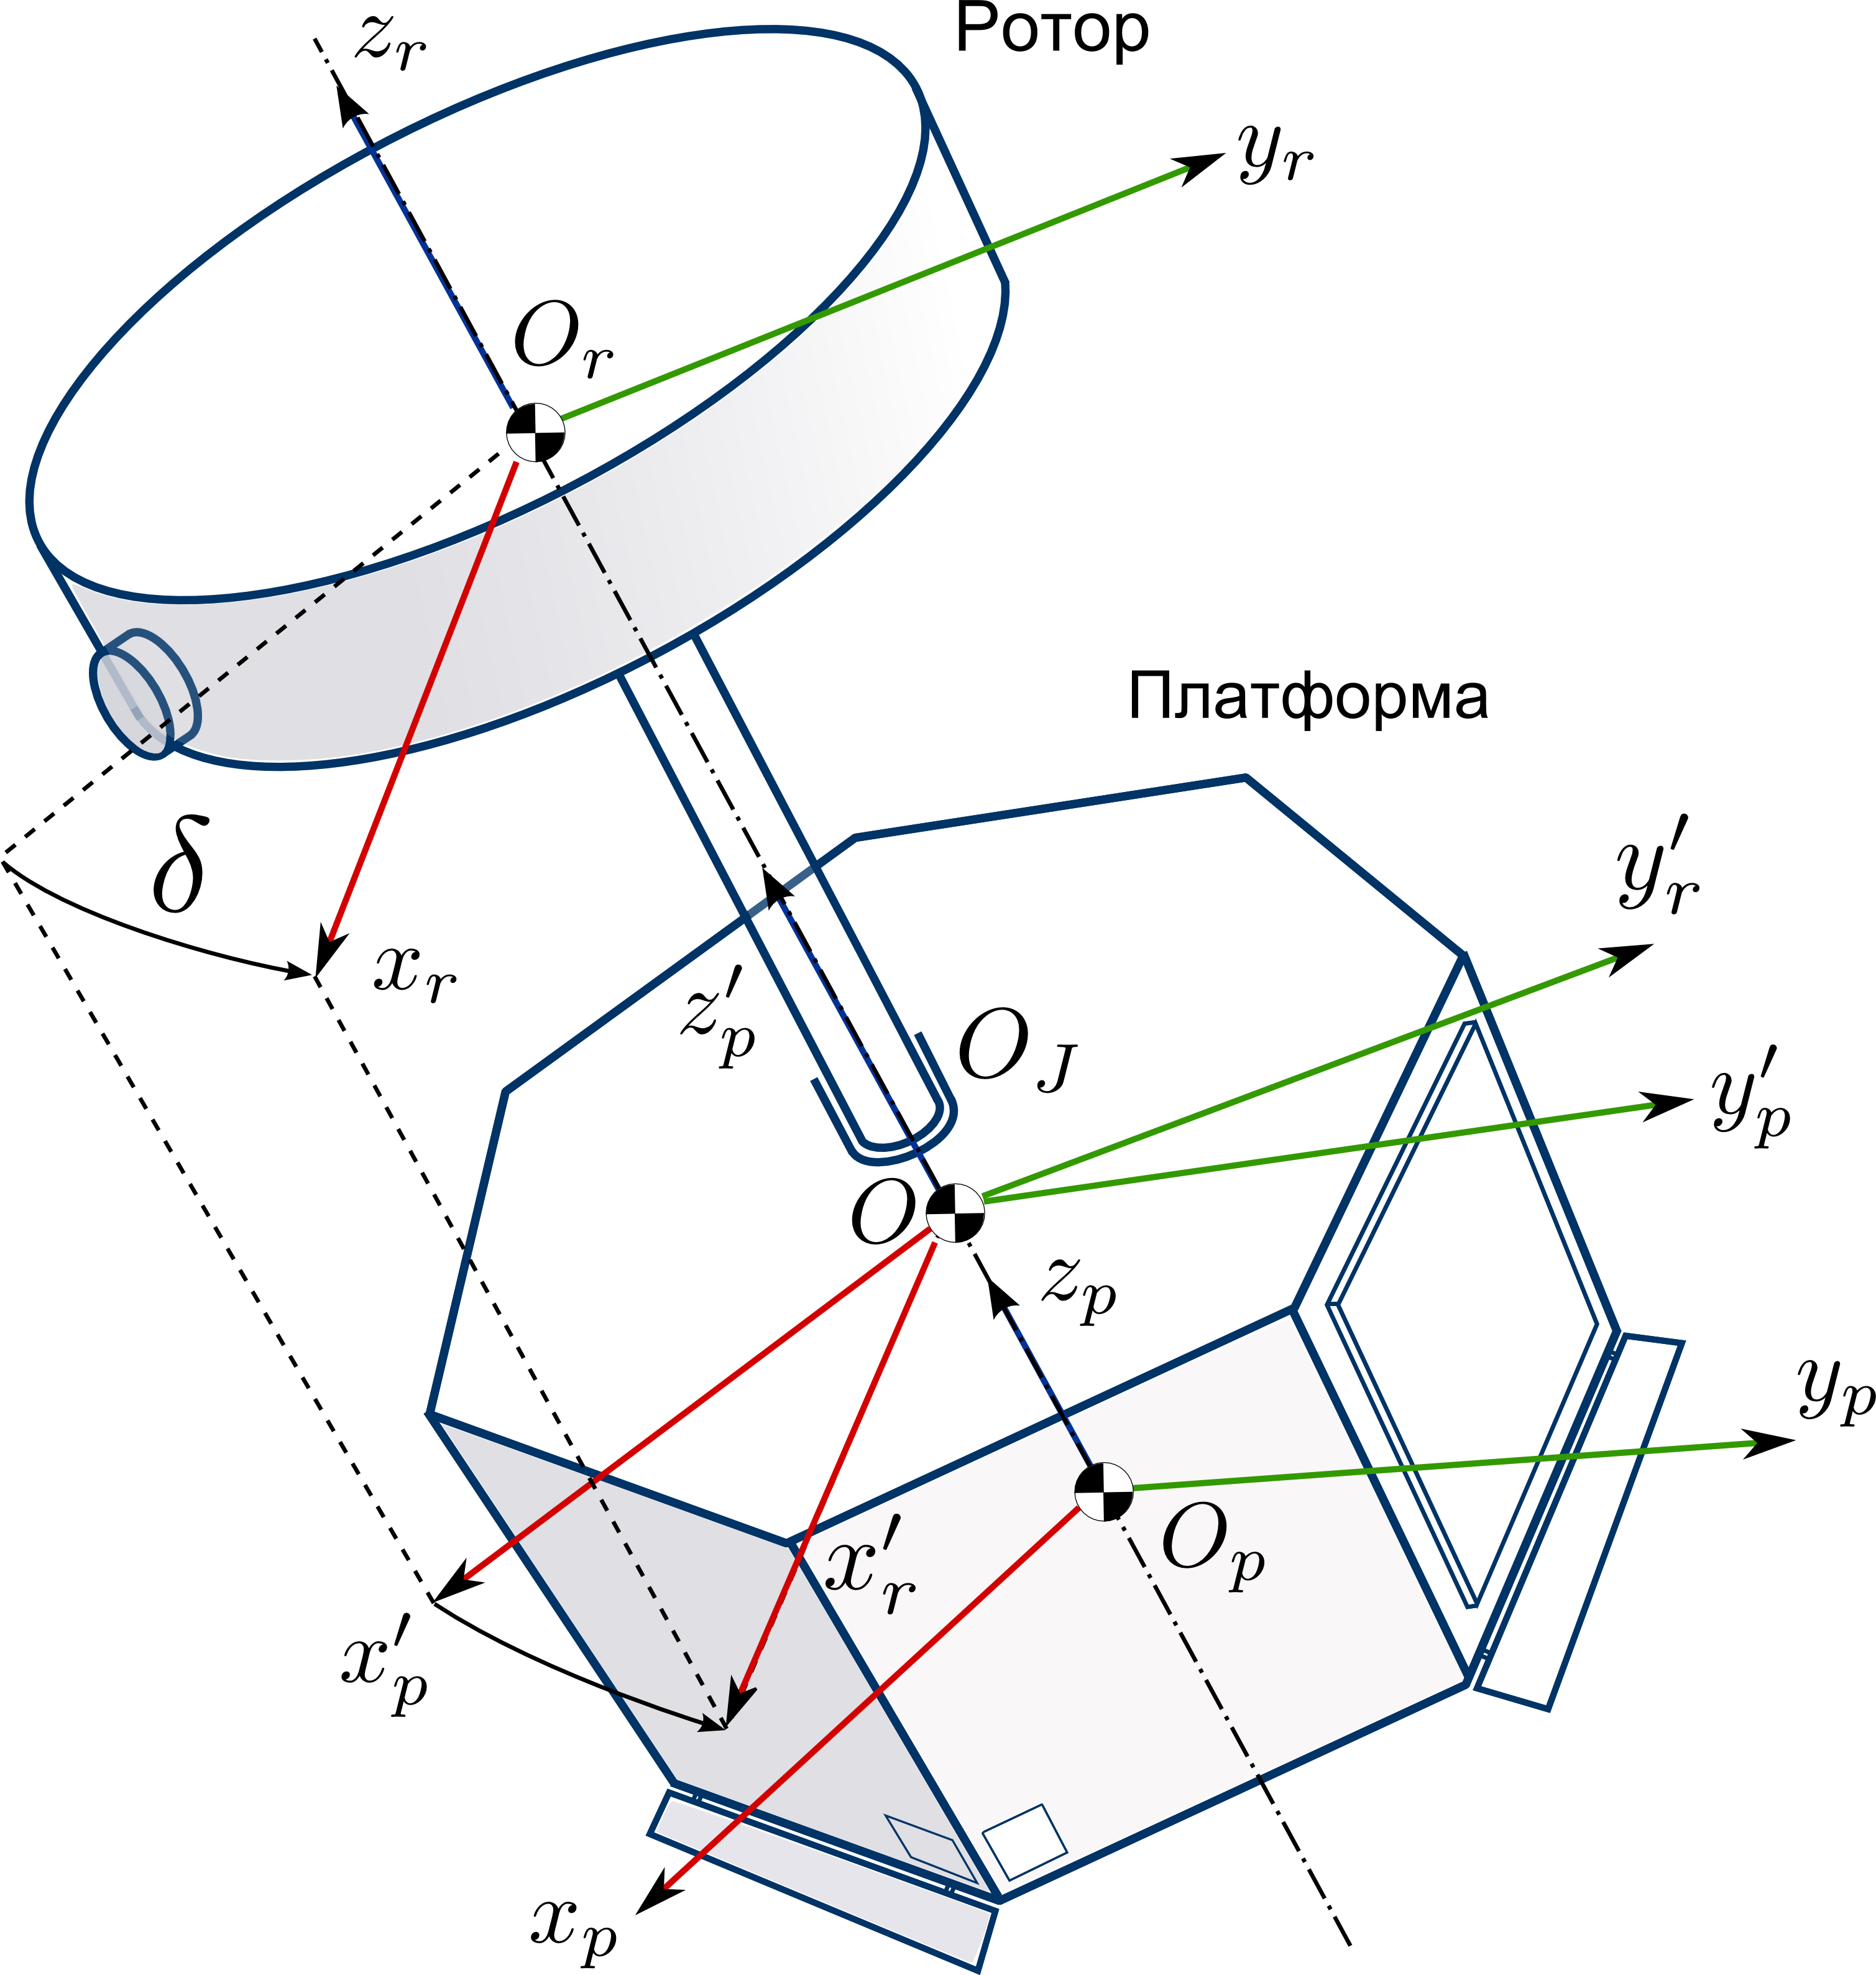 z_r
Ротор
y_r
O_r
Платформа
δ
y'_r
x_r
z'_p
O_J
y'_p
O
z_p
y_p
x'_r
O_p
x'_p
x_p